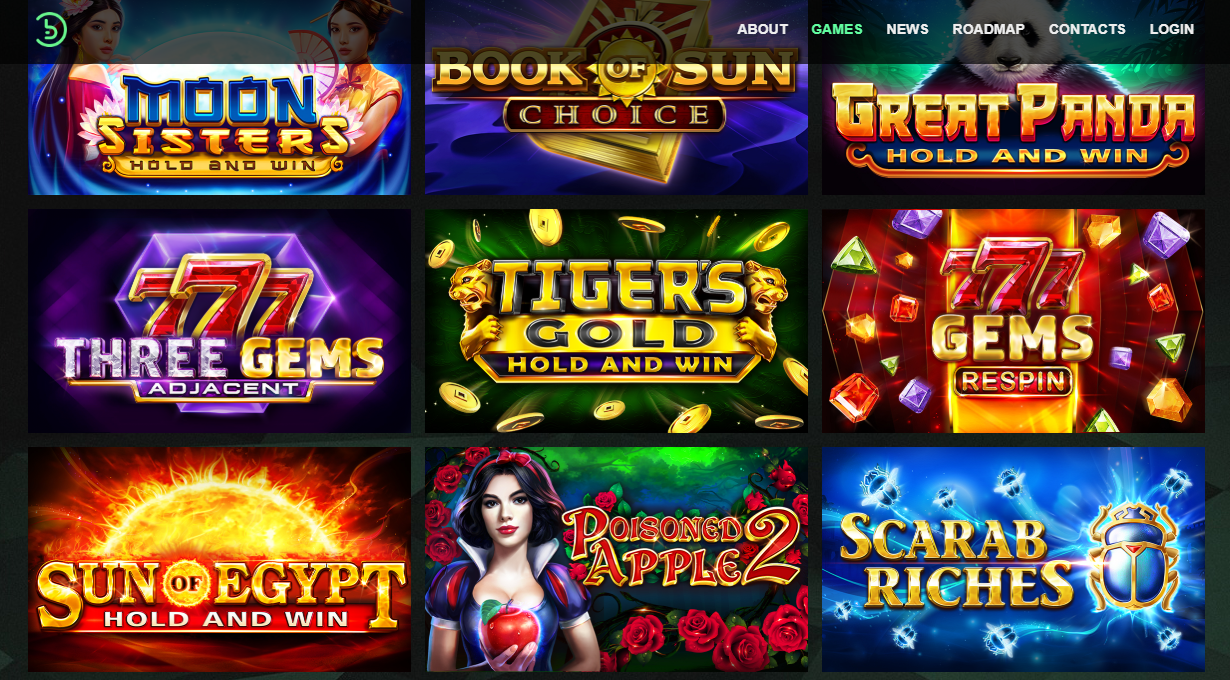 ABOUT GAMES NEWS ROADMAP CONTACTS LOGIN
MOON
SISTERS
HOLD AND WIN
BOOK OF SUN
CHOICE
GREAT PANDA
HOLD AND WIN
777
THREE GEMS
ADJACENT
TIGER'S
GOLD
HOLD AND WIN
777
GEMS
RESPIN
SUN OF EGYPT
HOLD AND WIN
POISONED
APPLE 2
SCARAB
RICHES